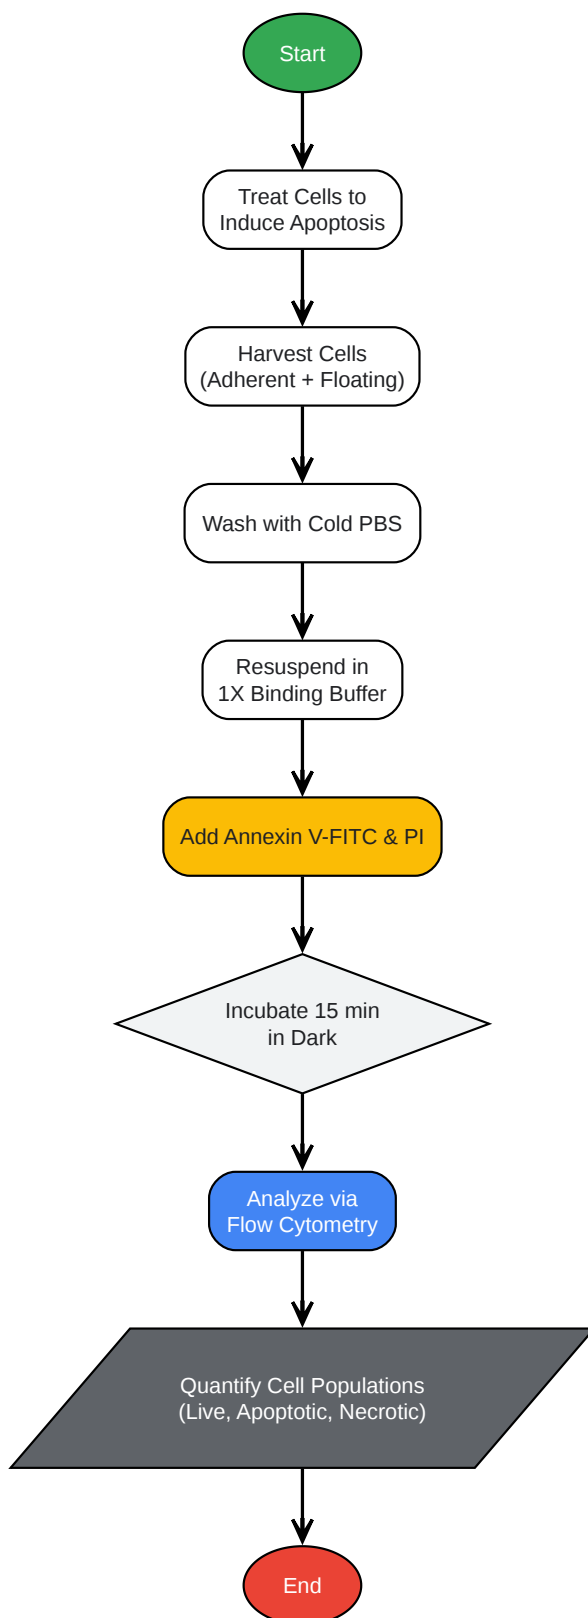 Start
Treat Cells to
Induce Apoptosis
Harvest Cells
(Adherent + Floating)
Wash with Cold PBS
Resuspend in
1X Binding Buffer
Add Annexin V-FITC & PI
Incubate 15 min
in Dark
Analyze via
Flow Cytometry
Quantify Cell Populations
(Live, Apoptotic, Necrotic)
End